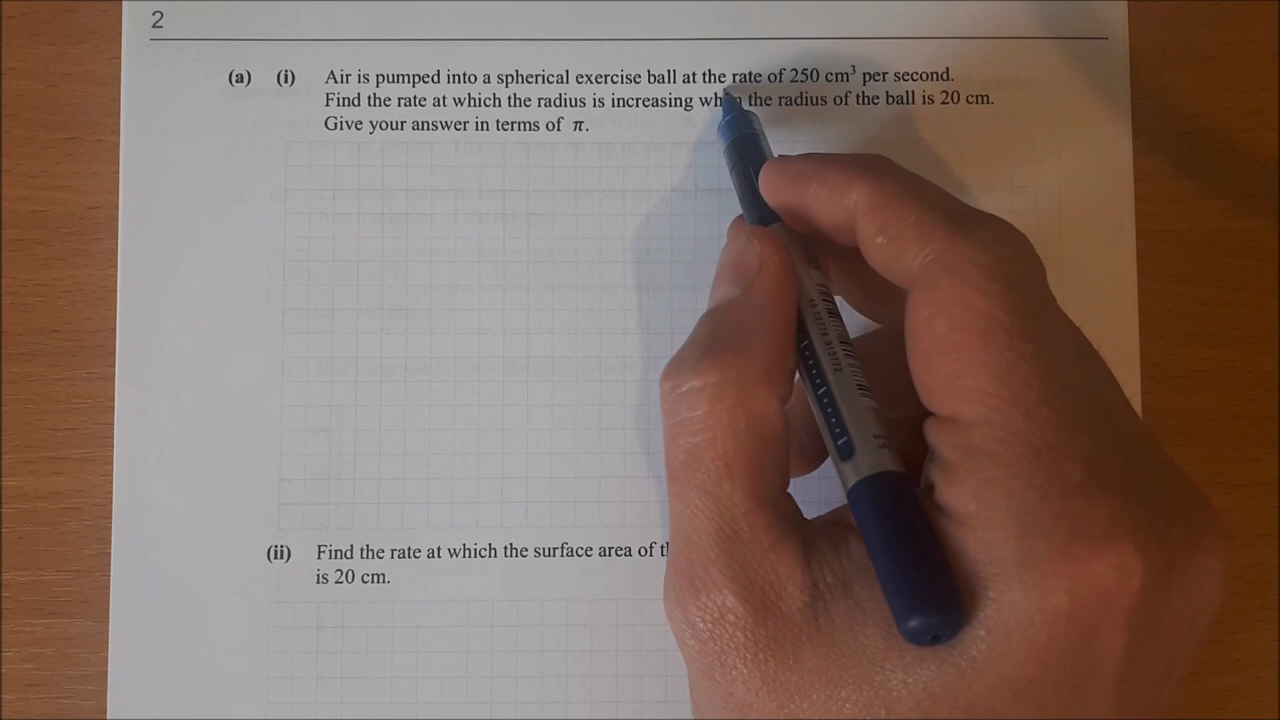 2
(a) (i) Air is pumped into a spherical exercise ball at the rate of 250 cm³ per second.
Find the rate at which the radius is increasing when the radius of the ball is 20 cm.
Give your answer in terms of π.
(ii) Find the rate at which the surface area of
is 20 cm.